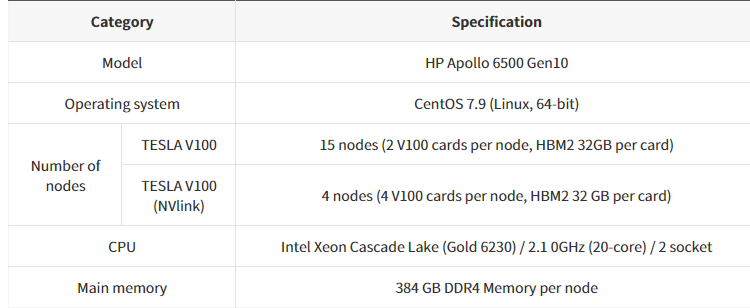 Category Specification
Model HP Apollo 6500 Gen10
Operating system CentOS 7.9 (Linux, 64-bit)
Number of nodes
TESLA V100 15 nodes (2 V100 cards per node, HBM2 32GB per card)
TESLA V100 (NVlink) 4 nodes (4 V100 cards per node, HBM2 32 GB per card)
CPU Intel Xeon Cascade Lake (Gold 6230) / 2.1 0GHz (20-core) / 2 socket
Main memory 384 GB DDR4 Memory per node